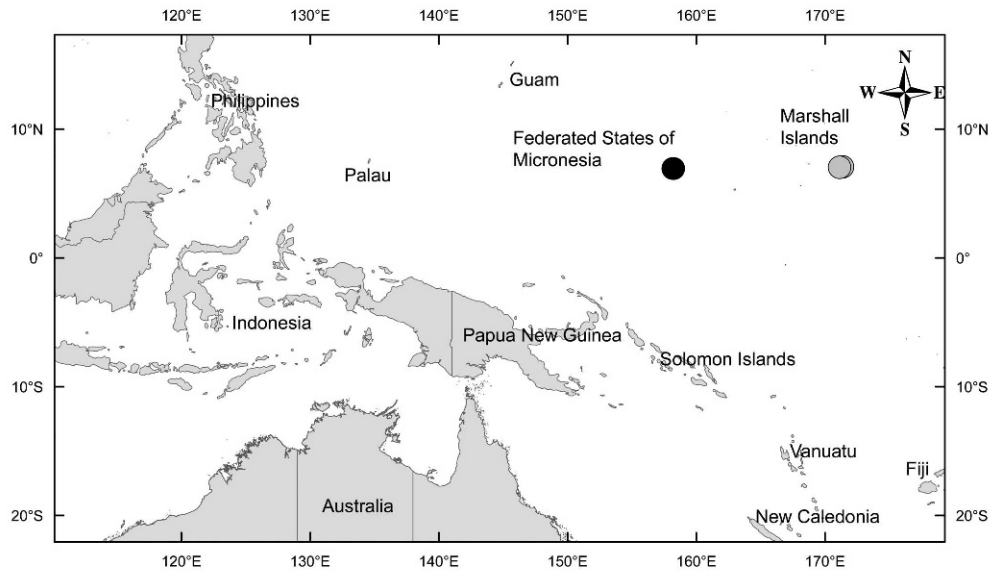 120°E 130°E 140°E 150°E 160°E 170°E
N
W E
S
Guam
Philippines
Marshall
Islands
10°N 10°N
Federated States of
Micronesia
Palau
0° 0°
Indonesia
Papua New Guinea
Solomon Islands
10°S 10°S
Vanuatu
Fiji
Australia
New Caledonia
20°S 20°S
120°E 130°E 140°E 150°E 160°E 170°E